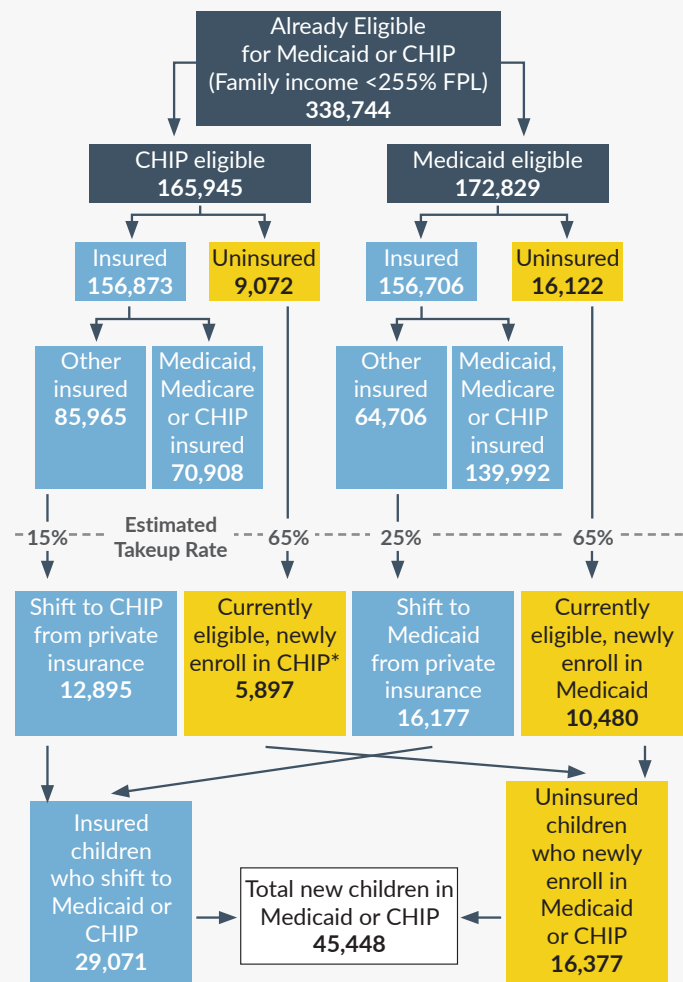 Already Eligible
for Medicaid or CHIP
(Family income <255% FPL)
338,744
CHIP eligible
165,945
Medicaid eligible
172,829
Insured
156,873
Uninsured
9,072
Insured
156,706
Uninsured
16,122
Other
insured
85,965
Medicaid,
Medicare
or CHIP
insured
70,908
Other
insured
64,706
Medicaid,
Medicare
or CHIP
insured
139,992
15%
Estimated
Takeup Rate
65%
25%
65%
Shift to CHIP
from private
insurance
12,895
Currently
eligible, newly
enroll in CHIP*
5,897
Shift to
Medicaid
from private
insurance
16,177
Currently
eligible, newly
enroll in
Medicaid
10,480
Insured
children
who shift to
Medicaid or
CHIP
29,071
Total new children in
Medicaid or CHIP
45,448
Uninsured
children
who newly
enroll in
Medicaid
or CHIP
16,377